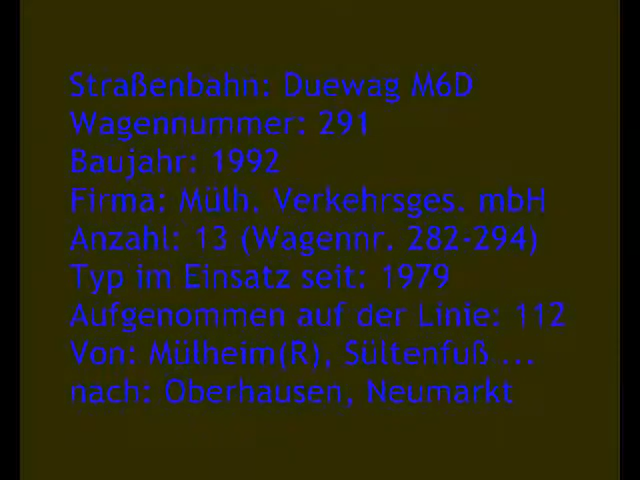 Straßenbahn: Duewag M6D
Wagennummer: 291
Baujahr: 1992
Firma: Mülh. Verkehrsges. mbH
Anzahl: 13 (Wagennr. 282-294)
Typ im Einsatz seit: 1979
Aufgenommen auf der Linie: 112
Von: Mülheim(R), Sültenfuß ...
nach: Oberhausen, Neumarkt